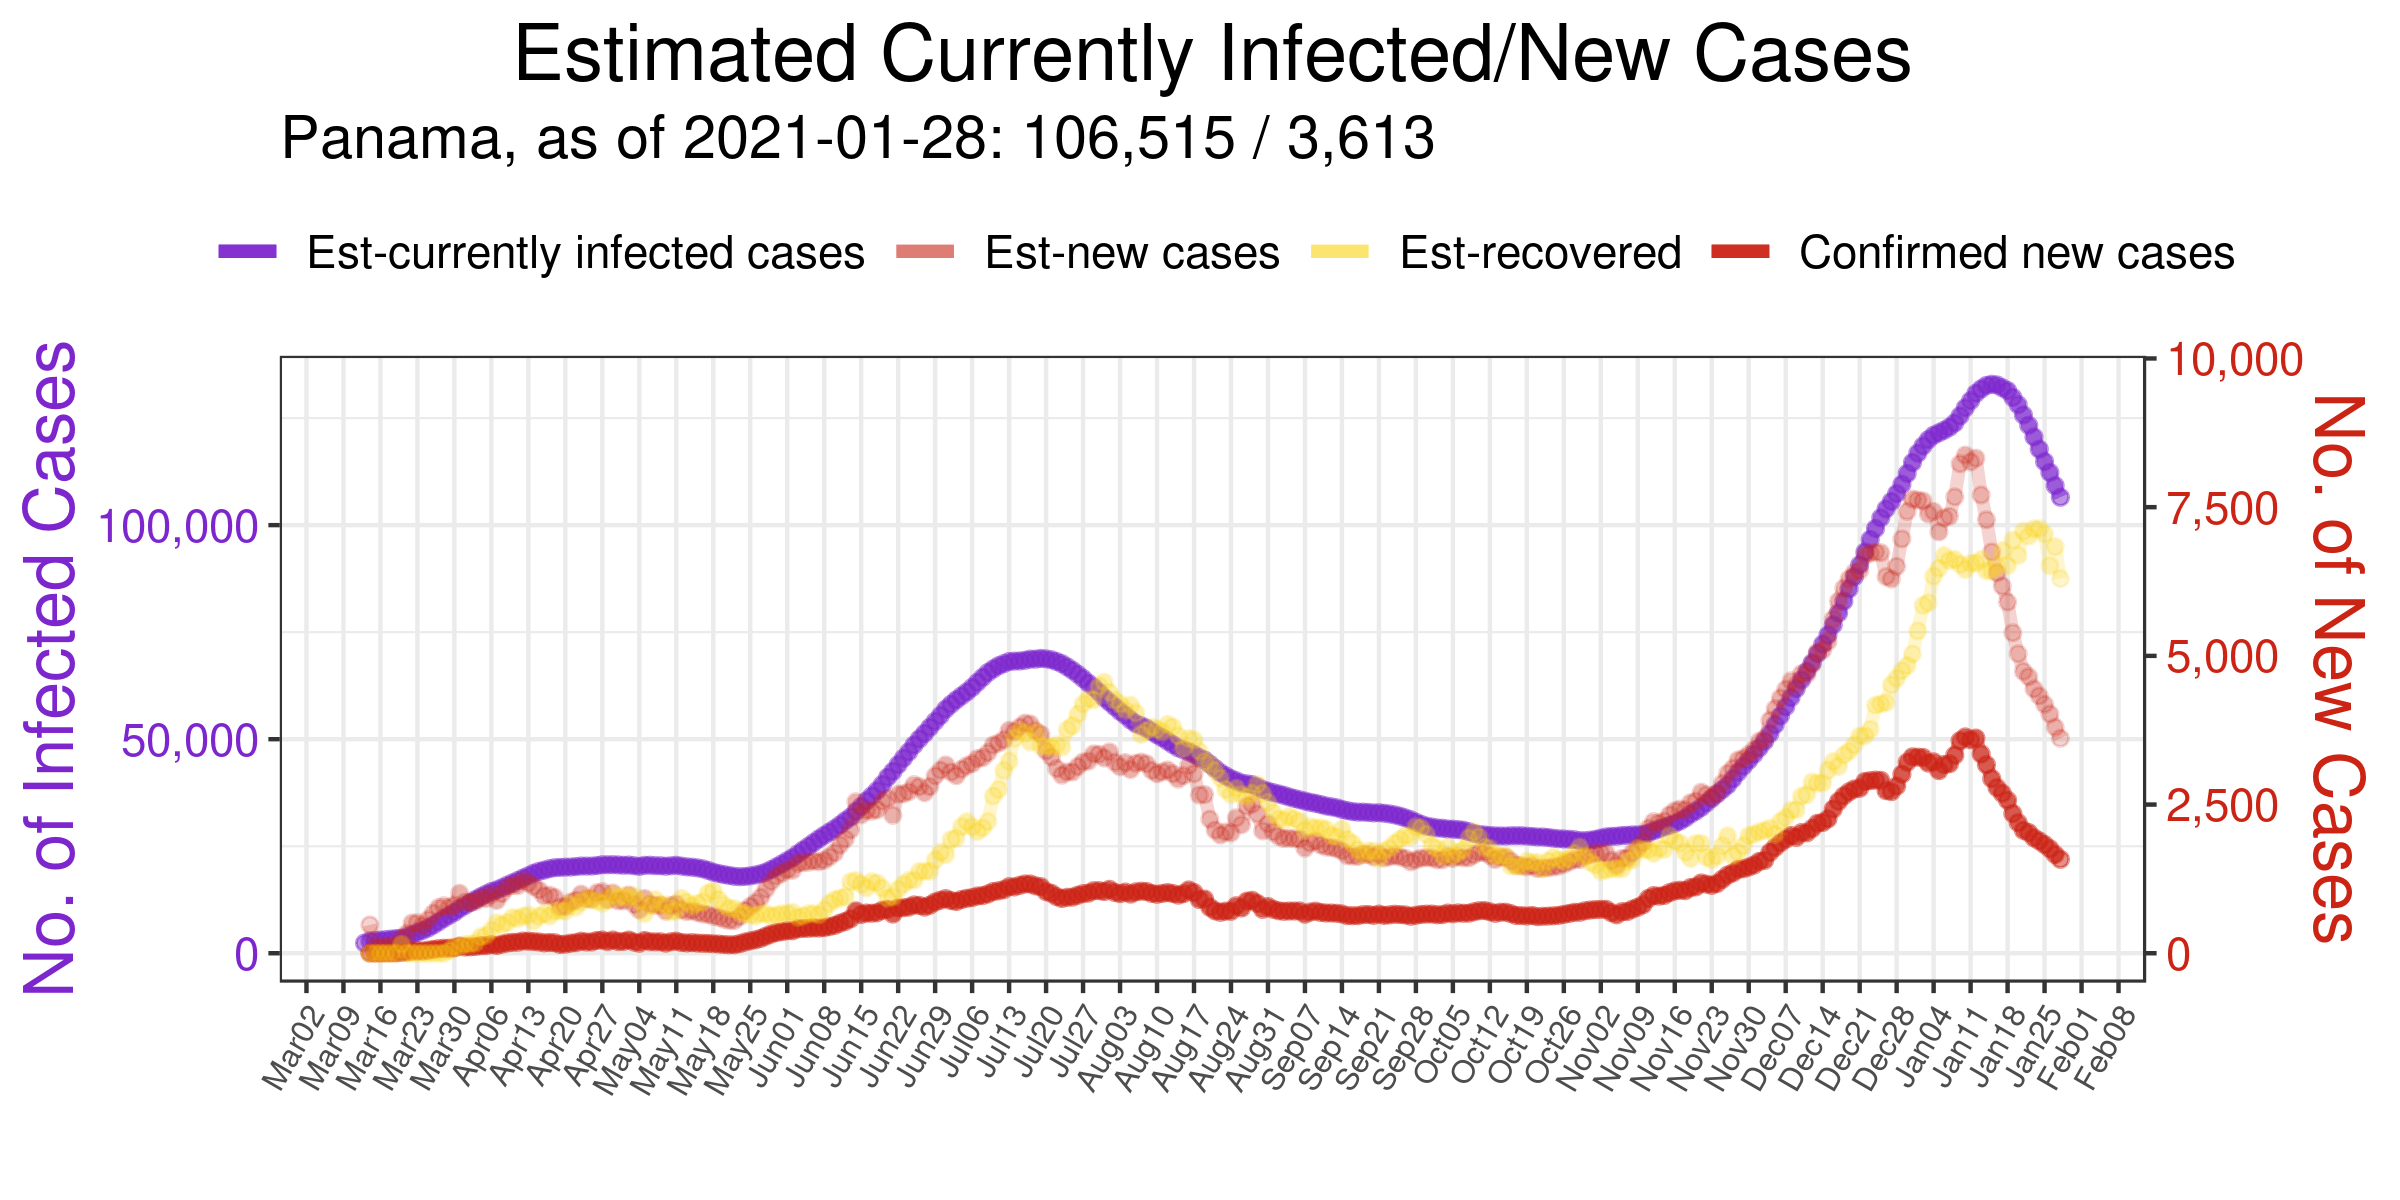 Estimated Currently Infected/New Cases
Panama, as of 2021-01-28: 106,515 / 3,613
Est-currently infected cases
Est-new cases
Est-recovered
Confirmed new cases
No. of Infected Cases
100,000
50,000
0
10,000
7,500
5,000
2,500
0
No. of New Cases
Mar02
Mar09
Mar16
Mar23
Mar30
Apr06
Apr13
Apr20
Apr27
May04
May11
May18
May25
Jun01
Jun08
Jun15
Jun22
Jun29
Jul06
Jul13
Jul20
Jul27
Aug03
Aug10
Aug17
Aug24
Aug31
Sep07
Sep14
Sep21
Sep28
Oct05
Oct12
Oct19
Oct26
Nov02
Nov09
Nov16
Nov23
Nov30
Dec07
Dec14
Dec21
Dec28
Jan04
Jan11
Jan18
Jan25
Feb01
Feb08